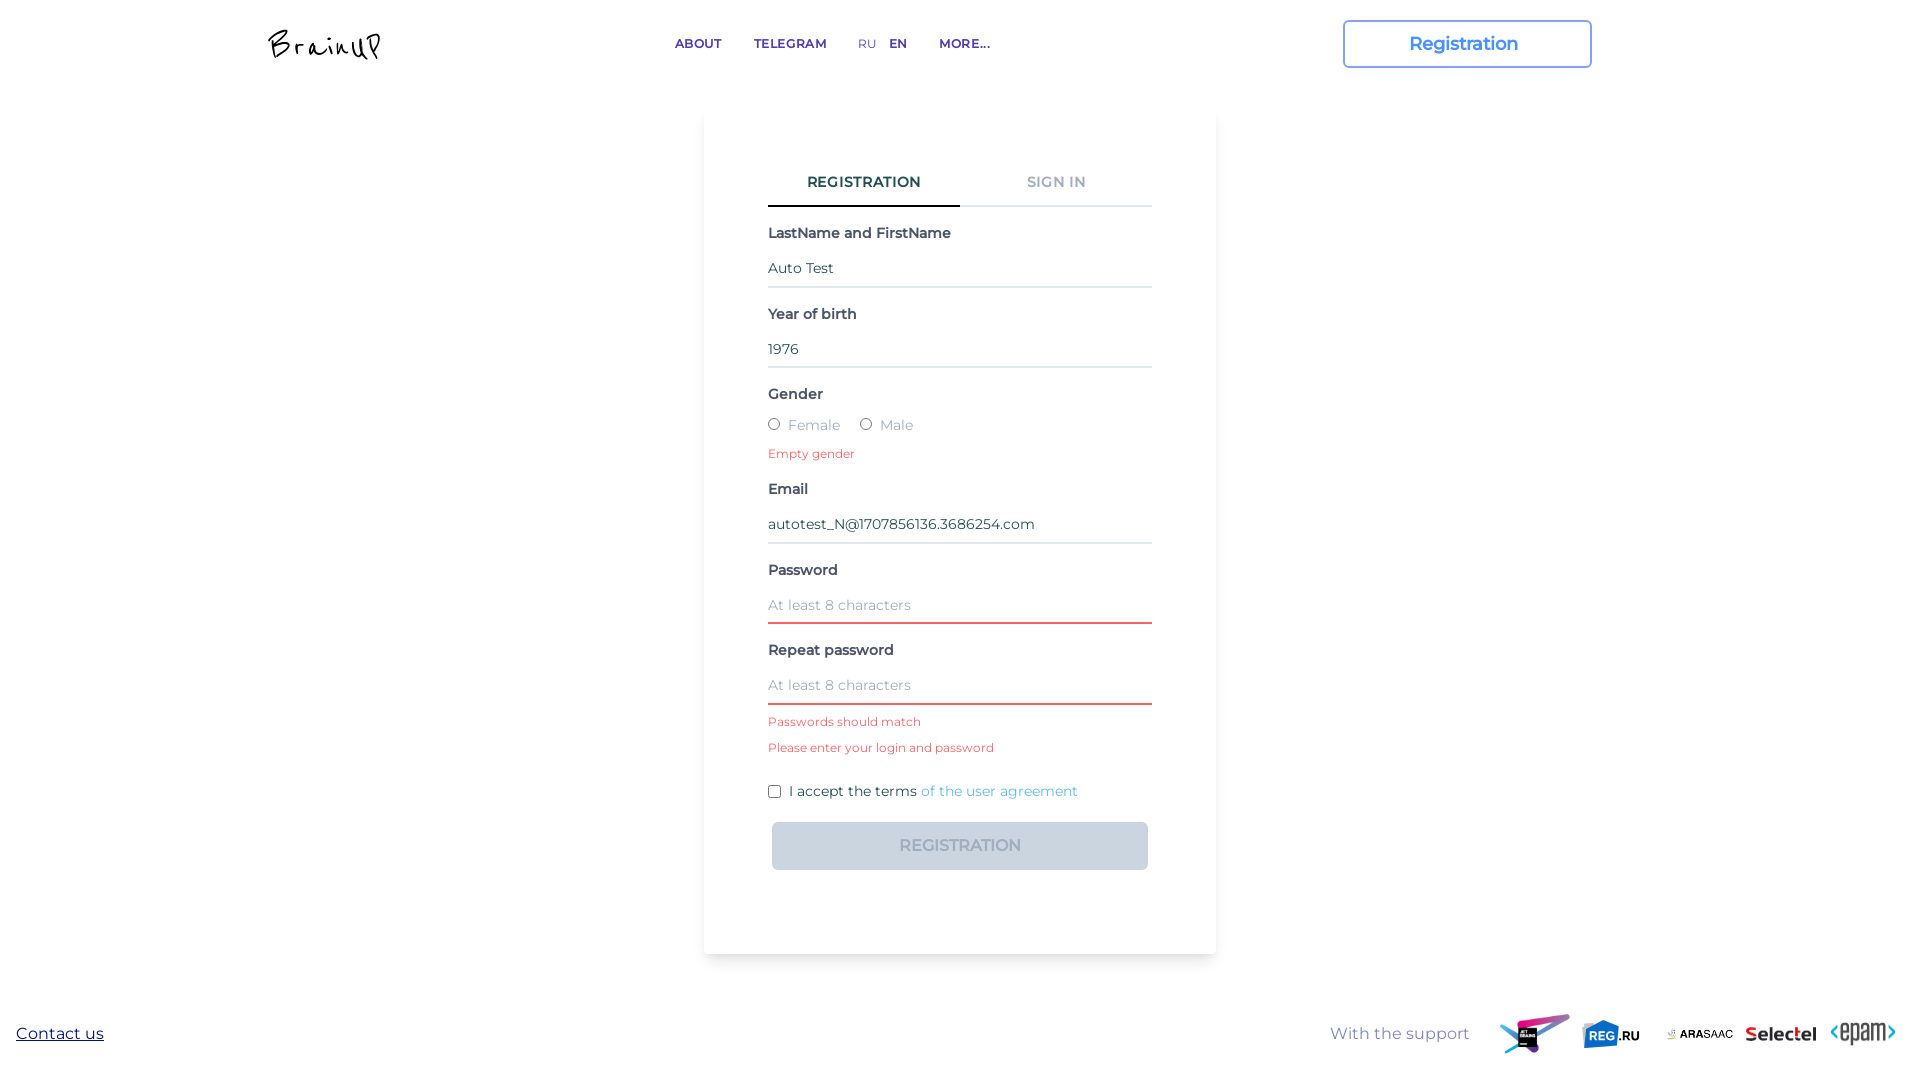 BrainUP
ABOUT
TELEGRAM
RU
EN
MORE...
Registration
REGISTRATION
SIGN IN
LastName and FirstName
Auto Test
Year of birth
1976
Gender
Female
Male
Empty gender
Email
autotest_N@1707856136.3686254.com
Password
At least 8 characters
Repeat password
At least 8 characters
Passwords should match
Please enter your login and password
I accept the terms of the user agreement
REGISTRATION
Contact us
With the support
JET BRAINS
REG.RU
ARASAAC
Selectel
<epam>